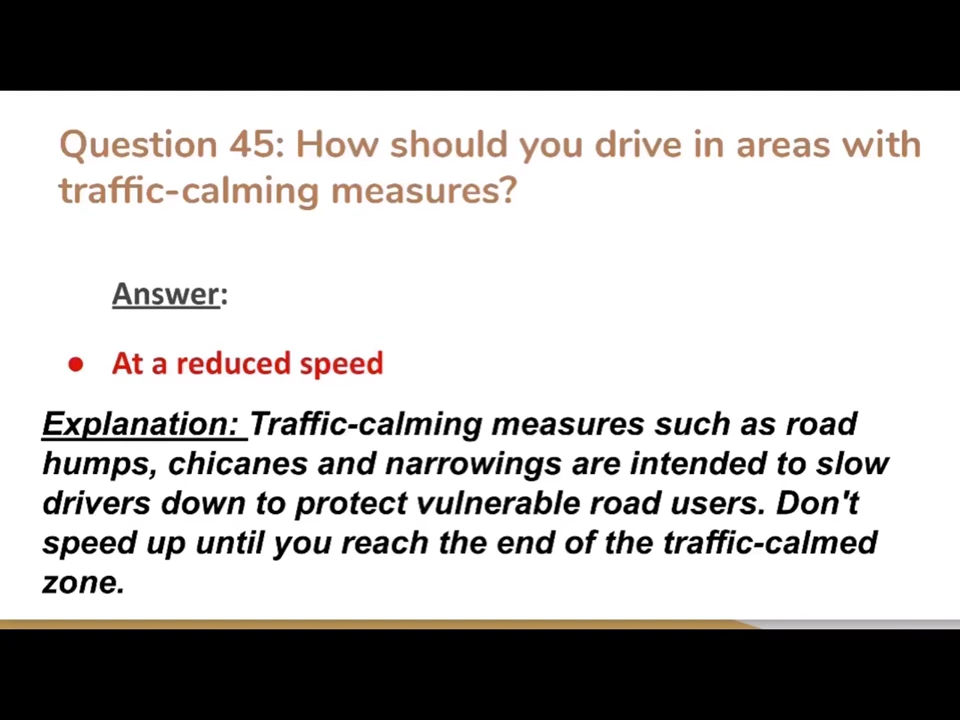 Question 45: How should you drive in areas with
traffic-calming measures?
Answer:
● At a reduced speed
Explanation: Traffic-calming measures such as road
humps, chicanes and narrowings are intended to slow
drivers down to protect vulnerable road users. Don't
speed up until you reach the end of the traffic-calmed
zone.